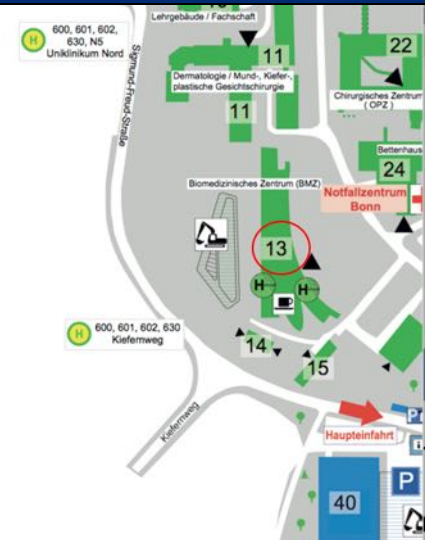 Lehrgebäude / Fachschaft
H
600, 601, 602,
630, N5
Uniklinikum Nord
Sigmund-Freud-Straße
11
22
Dermatologie / Mund-, Kiefer-,
plastische Gesichtschirurgie
11
Chirurgisches Zentrum
( OPZ )
Bettenhaus
24
Biomedizinisches Zentrum (BMZ)
Notfallzentrum
Bonn
13
H
H
H
600, 601, 602, 630
Kiefernweg
14
15
Kiefernweg
P
Haupteinfahrt
i
P
40